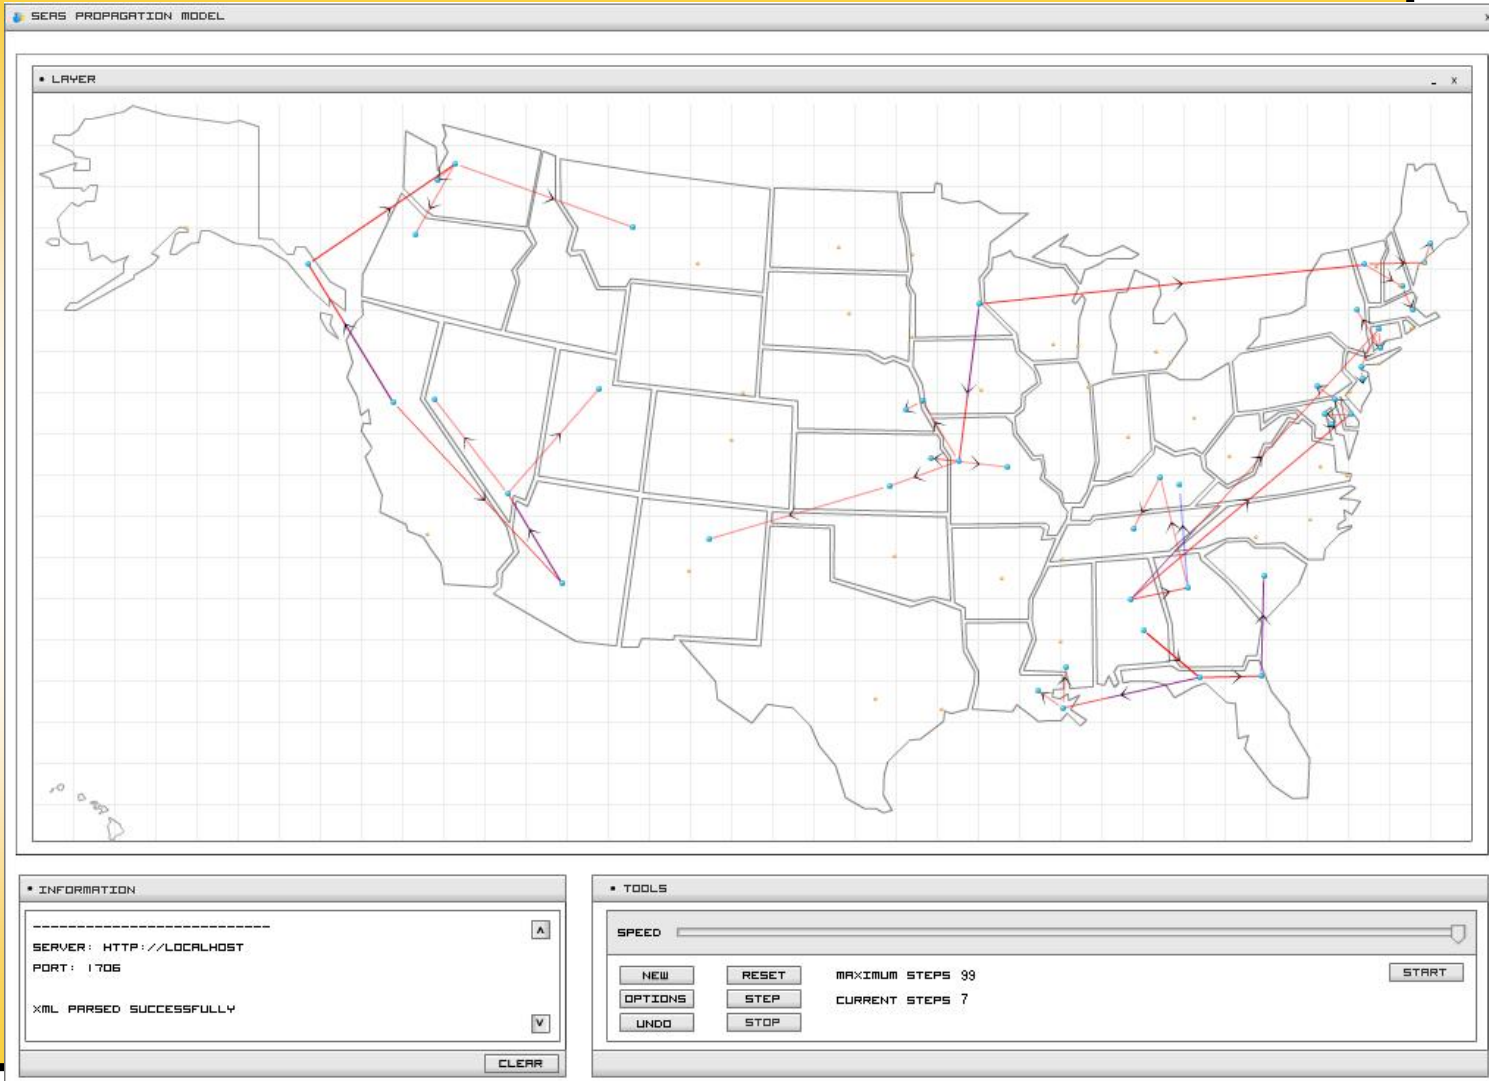 SEAS PROPAGATION MODEL
• LAYER
- x
• INFORMATION
----------------------------
SERVER: HTTP://LOCALHOST
PORT: 1706
XML PARSED SUCCESSFULLY
CLEAR
• TOOLS
SPEED
NEW RESET MAXIMUM STEPS 99 START
OPTIONS STEP CURRENT STEPS 7
UNDO STOP